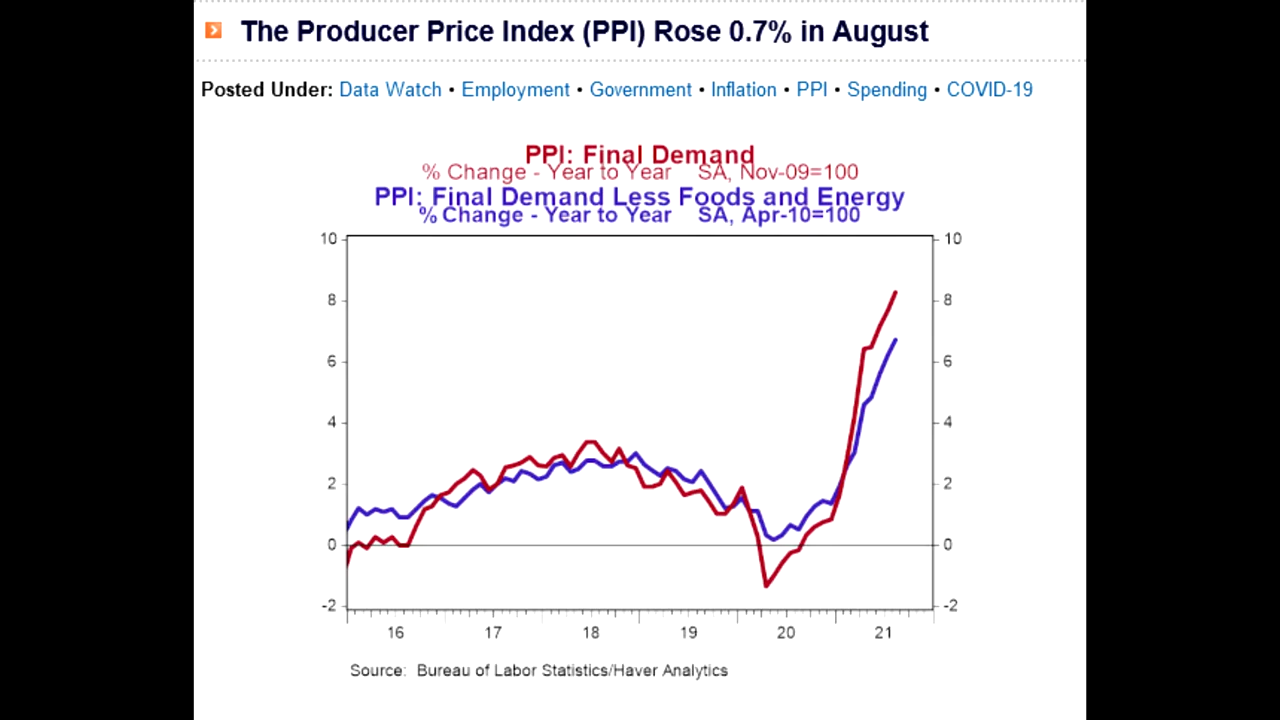 The Producer Price Index (PPI) Rose 0.7% in August
Posted Under: Data Watch • Employment • Government • Inflation • PPI • Spending • COVID-19
PPI: Final Demand
% Change - Year to Year SA, Nov-09=100
PPI: Final Demand Less Foods and Energy
% Change - Year to Year SA, Apr-10=100
10 10
8 8
6 6
4 4
2 2
0 0
-2 -2
16 17 18 19 20 21
Source: Bureau of Labor Statistics/Haver Analytics